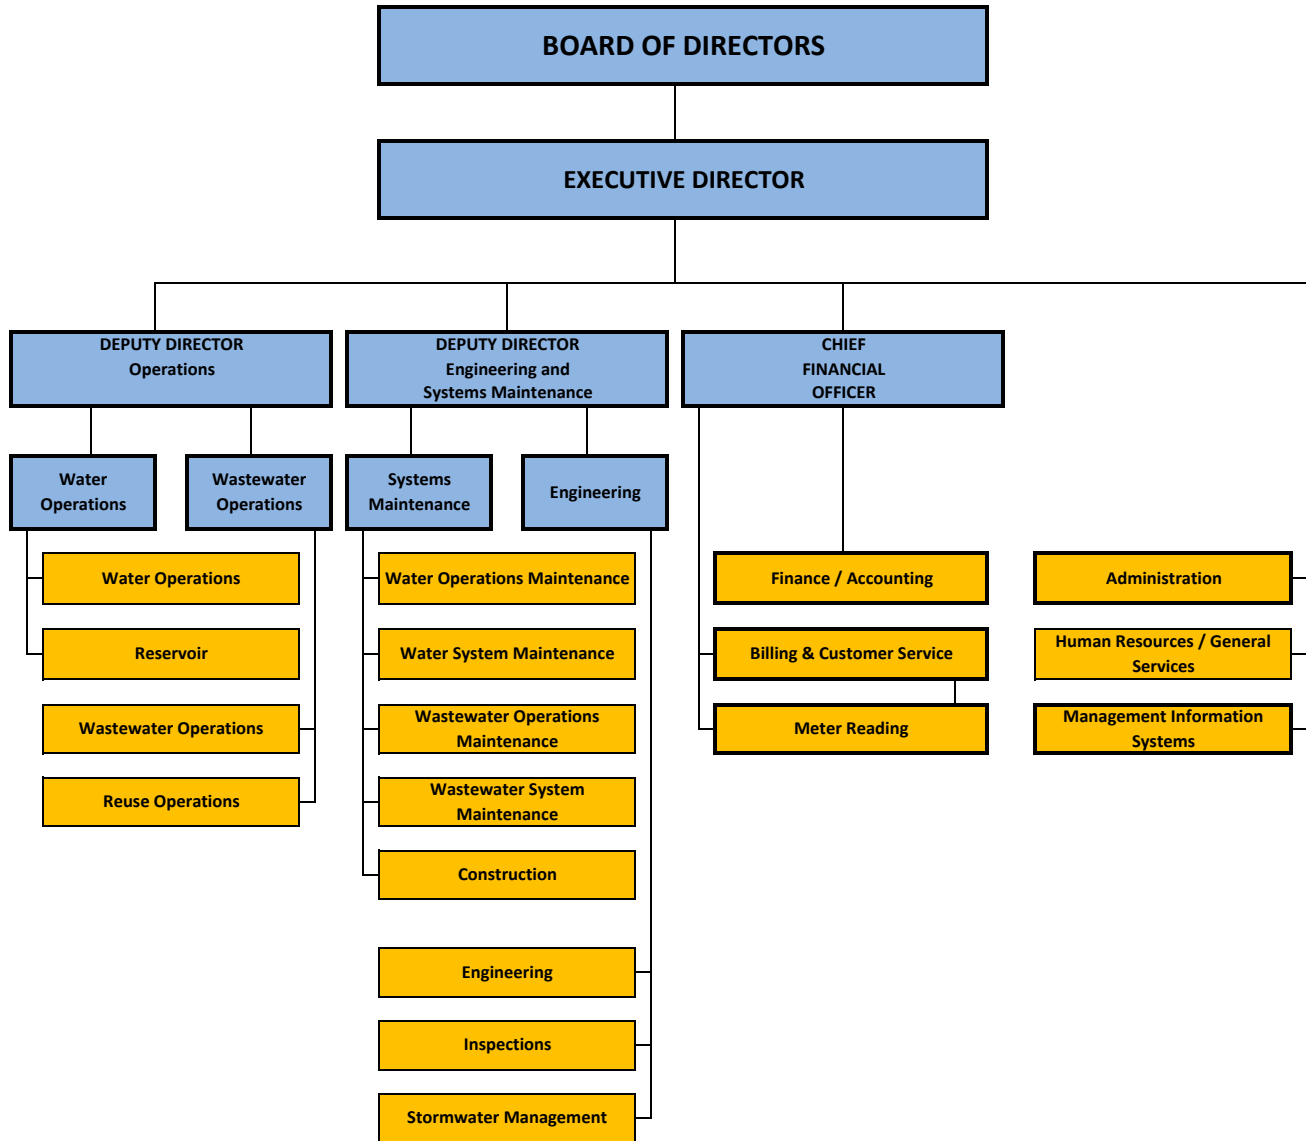 BOARD OF DIRECTORS
EXECUTIVE DIRECTOR
DEPUTY DIRECTOR
Operations
DEPUTY DIRECTOR
Engineering and
Systems Maintenance
CHIEF
FINANCIAL
OFFICER
Water
Operations
Wastewater
Operations
Systems
Maintenance
Engineering
Water Operations
Reservoir
Wastewater Operations
Reuse Operations
Water Operations Maintenance
Water System Maintenance
Wastewater Operations
Maintenance
Wastewater System
Maintenance
Construction
Engineering
Inspections
Stormwater Management
Finance / Accounting
Billing & Customer Service
Meter Reading
Administration
Human Resources / General
Services
Management Information
Systems